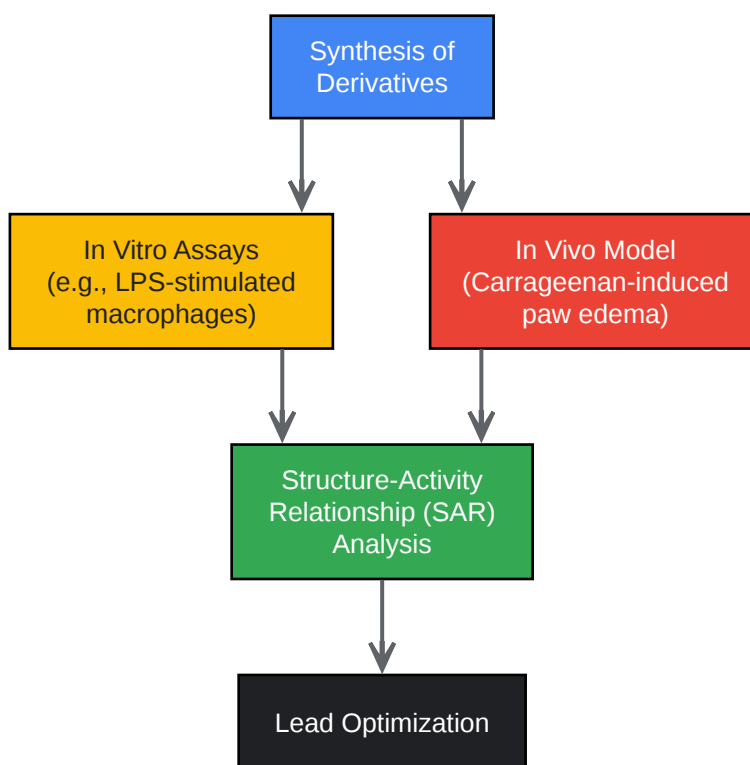 Synthesis of
Derivatives
In Vitro Assays
(e.g., LPS-stimulated
macrophages)
In Vivo Model
(Carrageenan-induced
paw edema)
Structure-Activity
Relationship (SAR)
Analysis
Lead Optimization